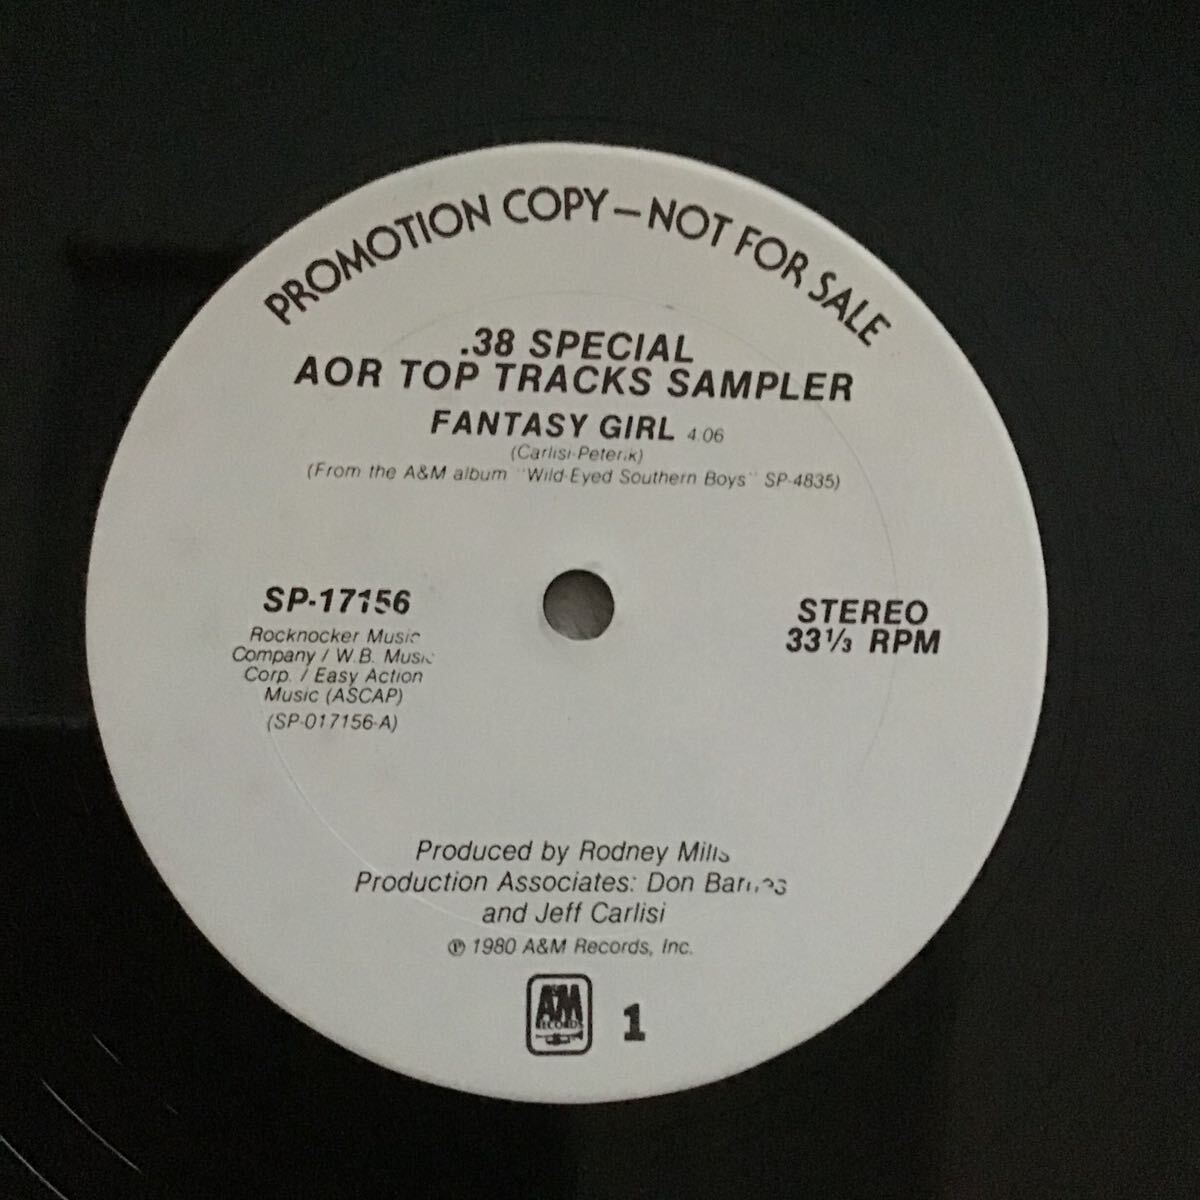 PROMOTION COPY – NOT FOR SALE
.38 SPECIAL
AOR TOP TRACKS SAMPLER
FANTASY GIRL 4:06
(Carlisi-Peterik)
(From the A&M album "Wild-Eyed Southern Boys" SP-4835)
SP-17156
Rocknocker Music
Company / W.B. Music
Corp. / Easy Action
Music (ASCAP)
(SP-017156-A)
STEREO
33 1/3 RPM
Produced by Rodney Mills
Production Associates: Don Barnes
and Jeff Carlisi
℗ 1980 A&M Records, Inc.
A&M
RECORDS
1